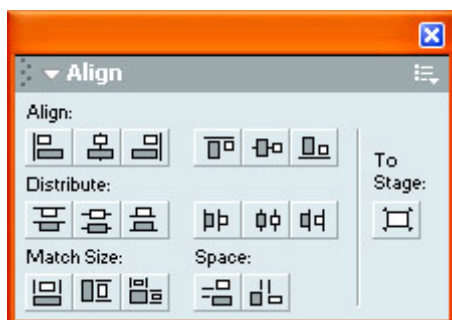 Align
Align:
To
Stage:
Distribute:
Match Size:
Space: